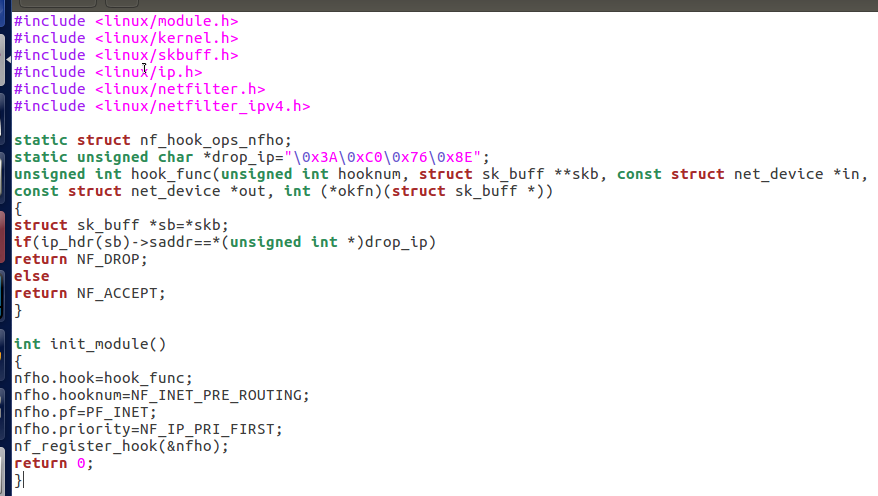 #include <linux/module.h>
#include <linux/kernel.h>
#include <linux/skbuff.h>
#include <linux/ip.h>
#include <linux/netfilter.h>
#include <linux/netfilter_ipv4.h>
static struct nf_hook_ops_nfho;
static unsigned char *drop_ip="\0x3A\0xC0\0x76\0x8E";
unsigned int hook_func(unsigned int hooknum, struct sk_buff **skb, const struct net_device *in,
const struct net_device *out, int (*okfn)(struct sk_buff *))
{
struct sk_buff *sb=*skb;
if(ip_hdr(sb)->saddr==*(unsigned int *)drop_ip)
return NF_DROP;
else
return NF_ACCEPT;
}
int init_module()
{
nfho.hook=hook_func;
nfho.hooknum=NF_INET_PRE_ROUTING;
nfho.pf=PF_INET;
nfho.priority=NF_IP_PRI_FIRST;
nf_register_hook(&nfho);
return 0;
}